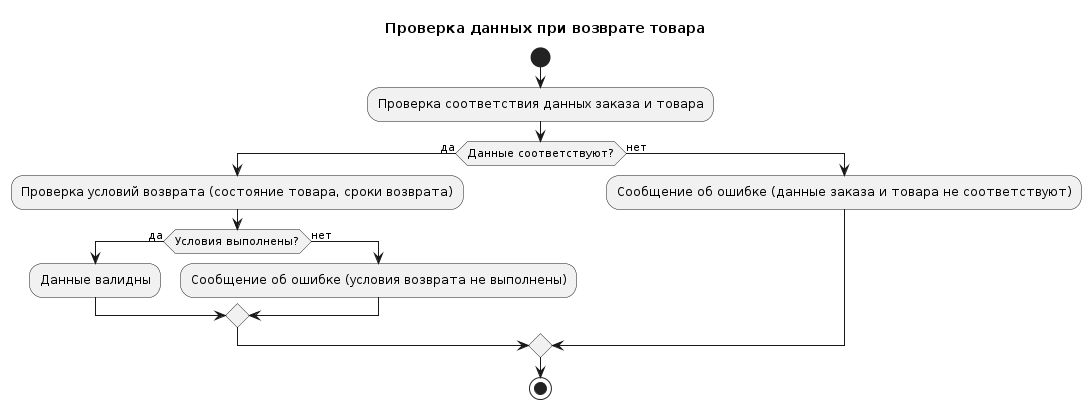 Проверка данных при возврате товара
Проверка соответствия данных заказа и товара
да
Данные соответствуют?
нет
Проверка условий возврата (состояние товара, сроки возврата)
Сообщение об ошибке (данные заказа и товара не соответствуют)
да
Условия выполнены?
нет
Данные валидны
Сообщение об ошибке (условия возврата не выполнены)